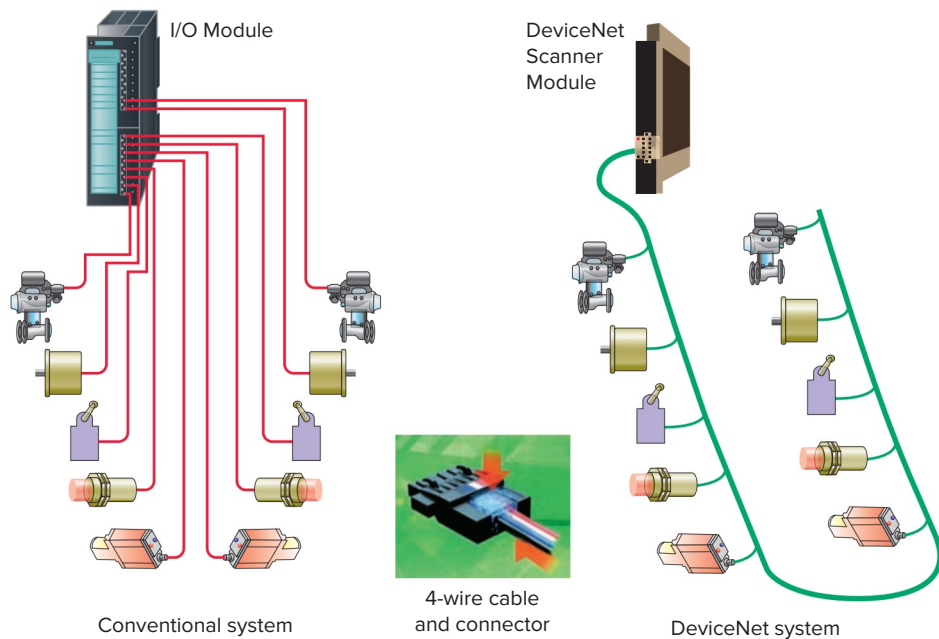 I/O Module
DeviceNet
Scanner
Module
4-wire cable
and connector
Conventional system
DeviceNet system